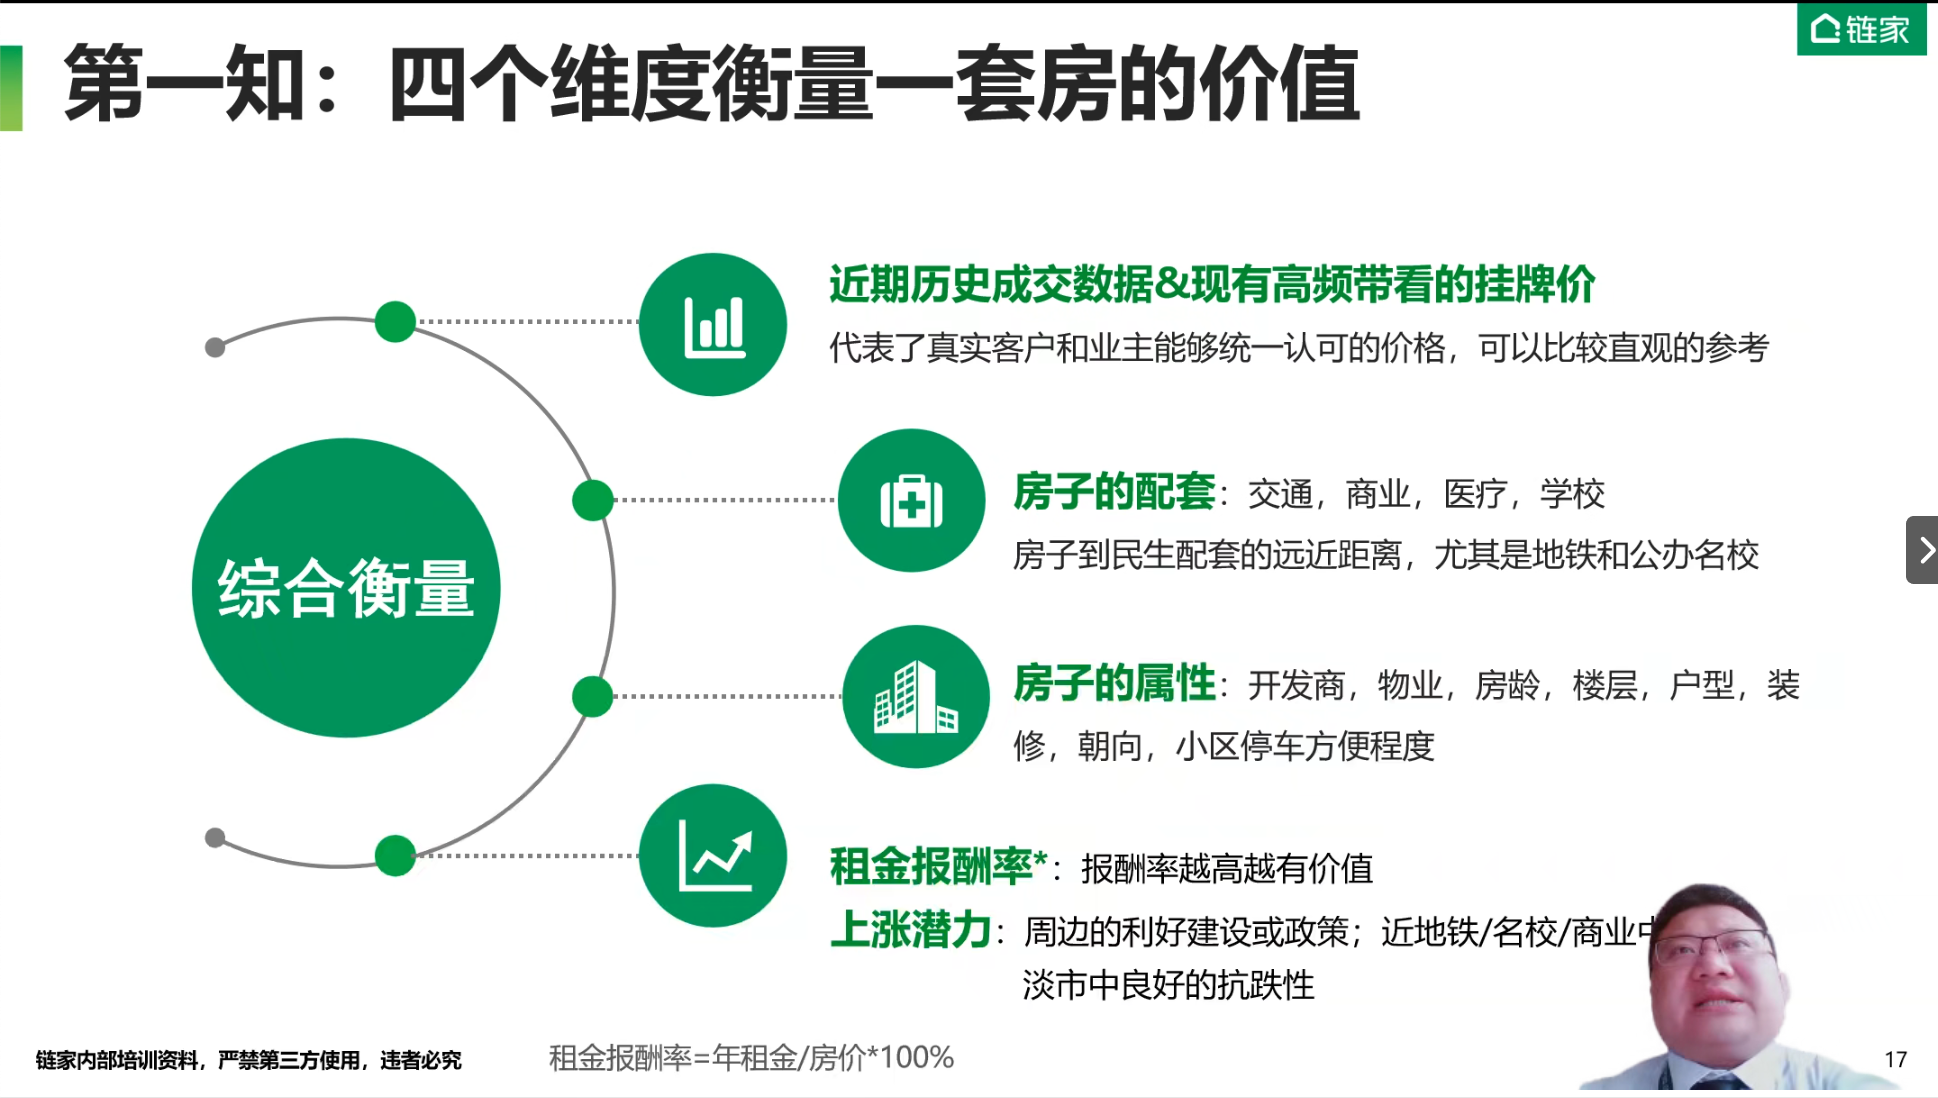 链家
第一知：四个维度衡量一套房的价值
近期历史成交数据&现有高频带看的挂牌价
代表了真实客户和业主能够统一认可的价格，可以比较直观的参考
综合衡量
房子的配套：交通，商业，医疗，学校
房子到民生配套的远近距离，尤其是地铁和公办名校
房子的属性：开发商，物业，房龄，楼层，户型，装
修，朝向，小区停车方便程度
租金报酬率*：报酬率越高越有价值
上涨潜力：周边的利好建设或政策；近地铁/名校/商业
淡市中良好的抗跌性
链家内部培训资料，严禁第三方使用，违者必究
租金报酬率=年租金/房价*100%
17